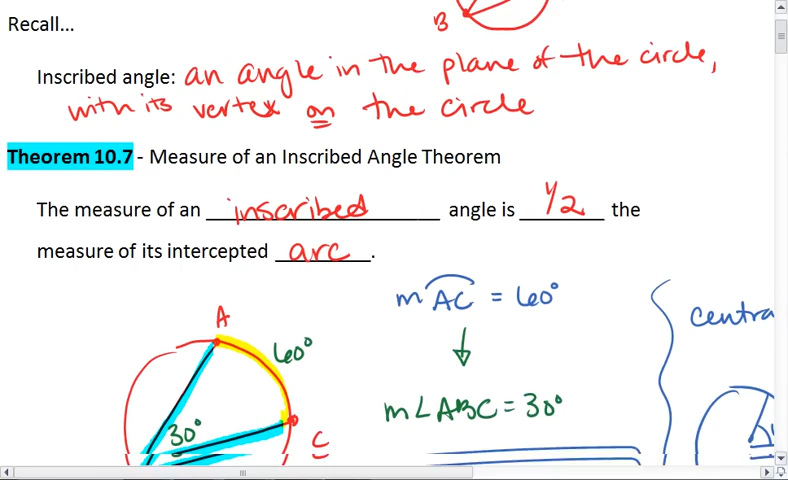 B
Recall...
Inscribed angle: an angle in the plane of the circle,
with its vertex on the circle
Theorem 10.7 - Measure of an Inscribed Angle Theorem
The measure of an inscribed angle is 1/2 the
measure of its intercepted arc.
m AC = 60°
centra
A
60°
m∠ABC = 30°
30°
C